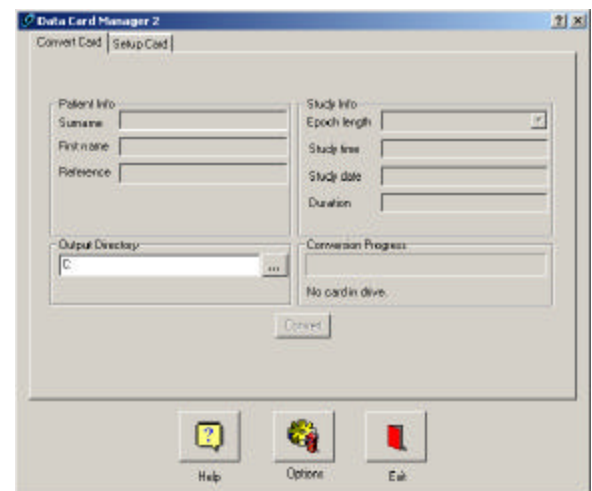 Data Card Manager 2
Convert Card Setup Card
Patient Info
Surname
First name
Reference
Study Info
Epoch length
Study time
Study date
Duration
Output Directory
C:
...
Conversion Progress
No card in drive.
Convert
Help Options Exit